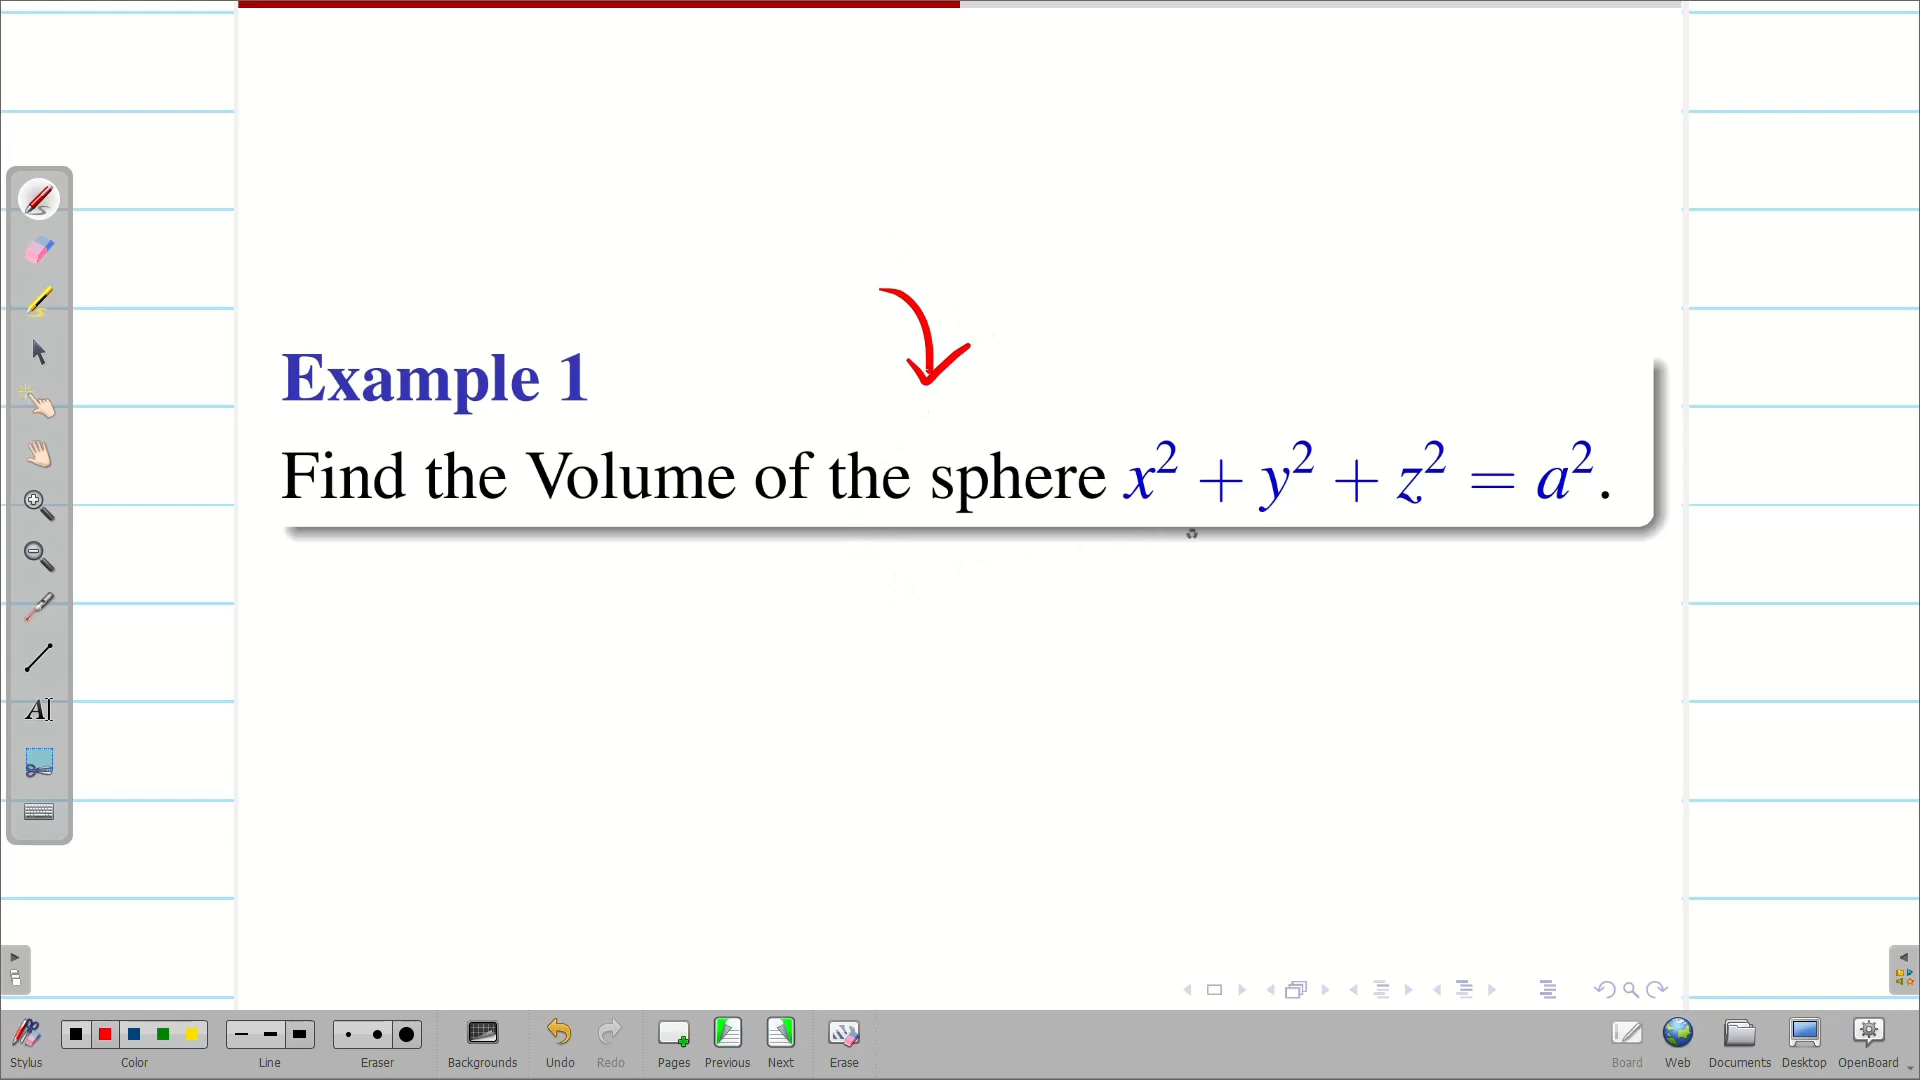 Example 1
Find the Volume of the sphere x² + y² + z² = a².
A
Stylus Color Line Eraser Backgrounds Undo Redo Pages Previous Next Erase Board Web Documents Desktop OpenBoard